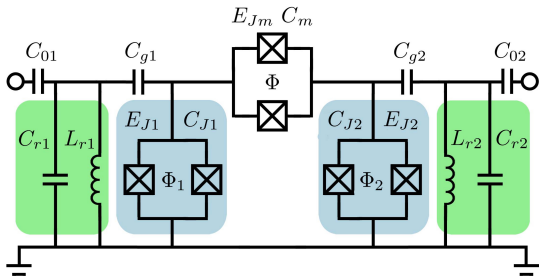 E_{Jm} C_m
C_{01} C_{g1} Φ C_{g2} C_{02}
C_{r1} L_{r1} E_{J1} C_{J1} C_{J2} E_{J2} L_{r2} C_{r2}
Φ_1 Φ_2